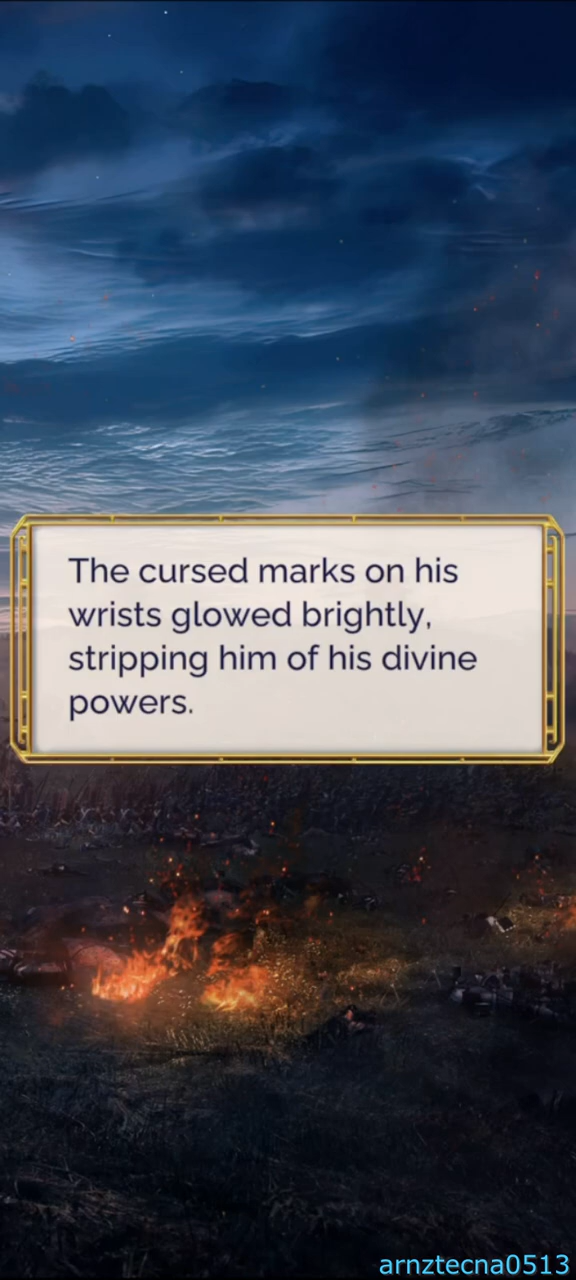 The cursed marks on his
wrists glowed brightly,
stripping him of his divine
powers.
arnztecna0513